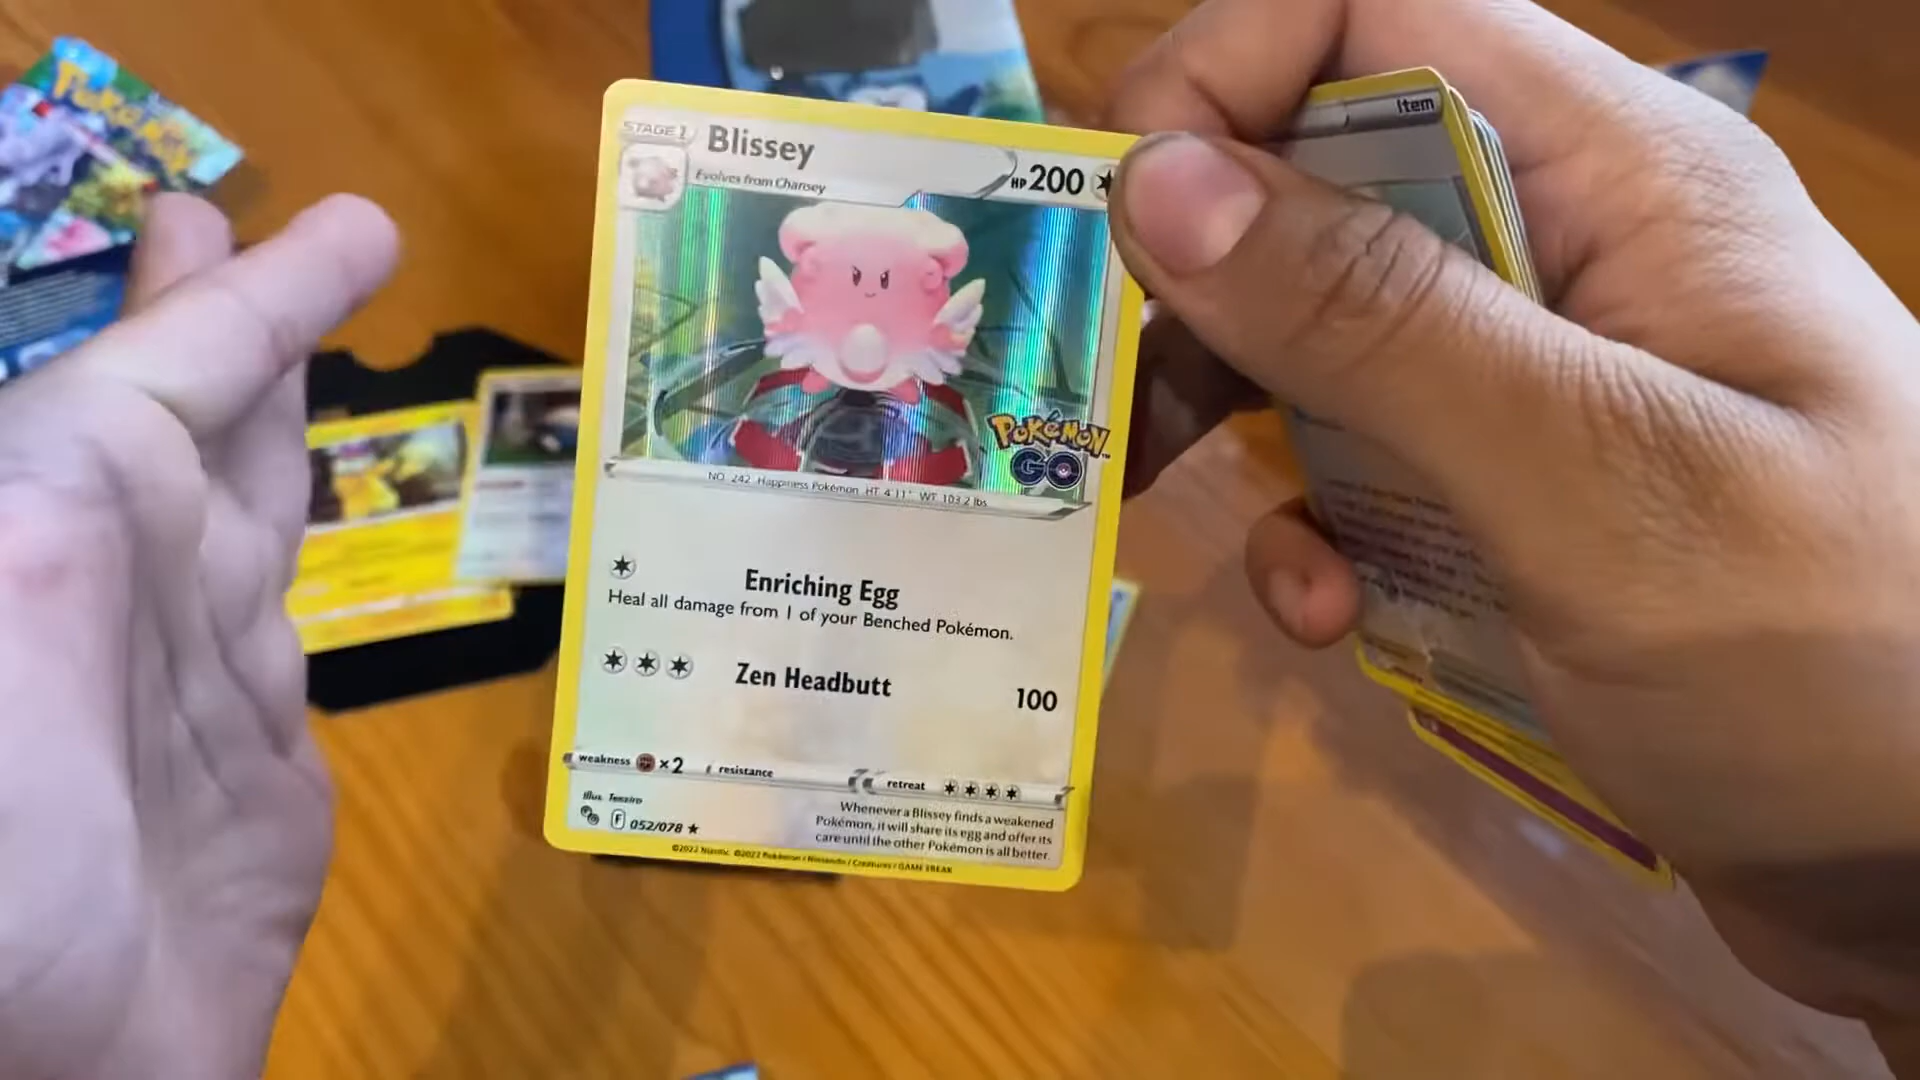 Pokémon
Item
STAGE 1
Blissey
HP 200
Evolves from Chansey
POKÉMON
GO
NO. 242 Happiness Pokémon HT 4'11" WT 103.2 lbs
Enriching Egg
Heal all damage from 1 of your Benched Pokémon.
Zen Headbutt 100
weakness ×2 resistance retreat
Illus. Tenziro
F 052/078
Whenever a Blissey finds a weakened
Pokémon, it will share its egg and offer its
care until the other Pokémon is all better.
©2022 Niantic. ©2022 Pokémon / Nintendo / Creatures / GAME FREAK